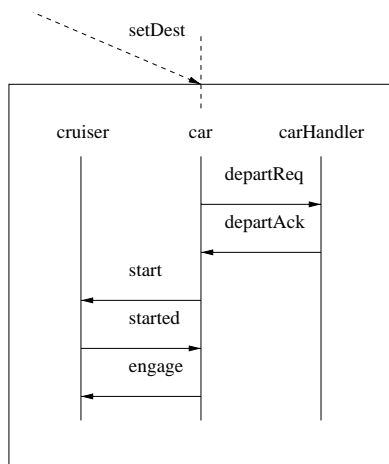 setDest
cruiser car carHandler
departReq
departAck
start
started
engage